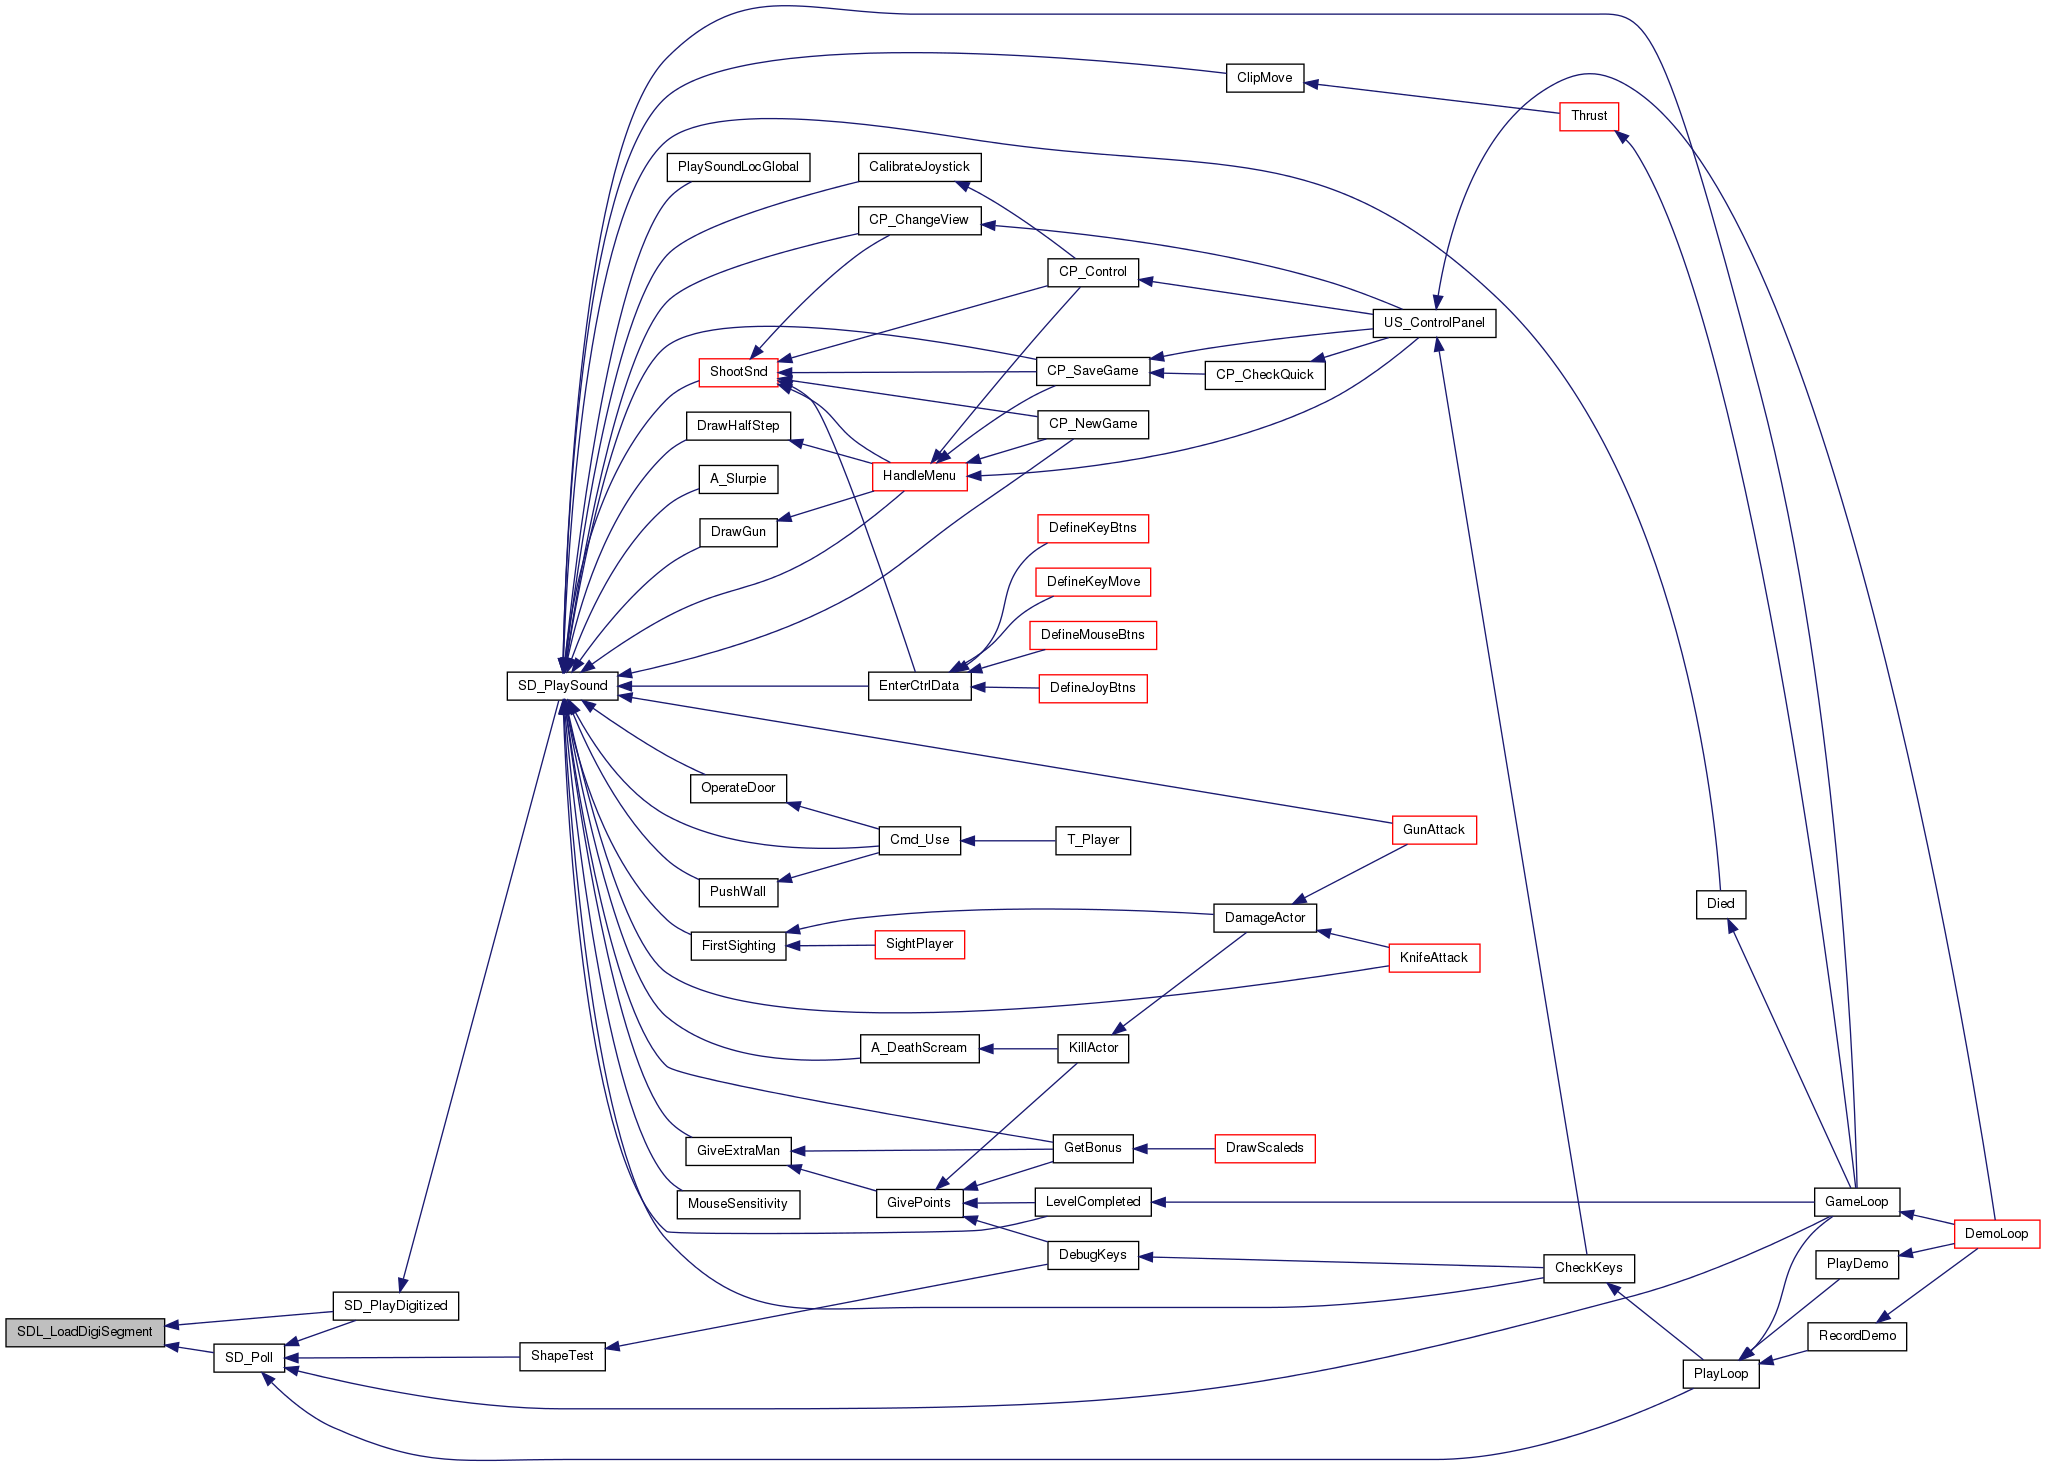 ClipMove
Thrust
PlaySoundLocGlobal
CalibrateJoystick
CP_ChangeView
CP_Control
US_ControlPanel
ShootSnd
CP_SaveGame
CP_CheckQuick
DrawHalfStep
CP_NewGame
A_Slurpie
HandleMenu
DrawGun
DefineKeyBtns
DefineKeyMove
DefineMouseBtns
SD_PlaySound
EnterCtrlData
DefineJoyBtns
OperateDoor
GunAttack
Cmd_Use
T_Player
PushWall
Died
DamageActor
FirstSighting
SightPlayer
KnifeAttack
A_DeathScream
KillActor
GiveExtraMan
GetBonus
DrawScaleds
MouseSensitivity
GivePoints
LevelCompleted
GameLoop
DemoLoop
DebugKeys
CheckKeys
PlayDemo
SD_PlayDigitized
SDL_LoadDigiSegment
RecordDemo
SD_Poll
ShapeTest
PlayLoop